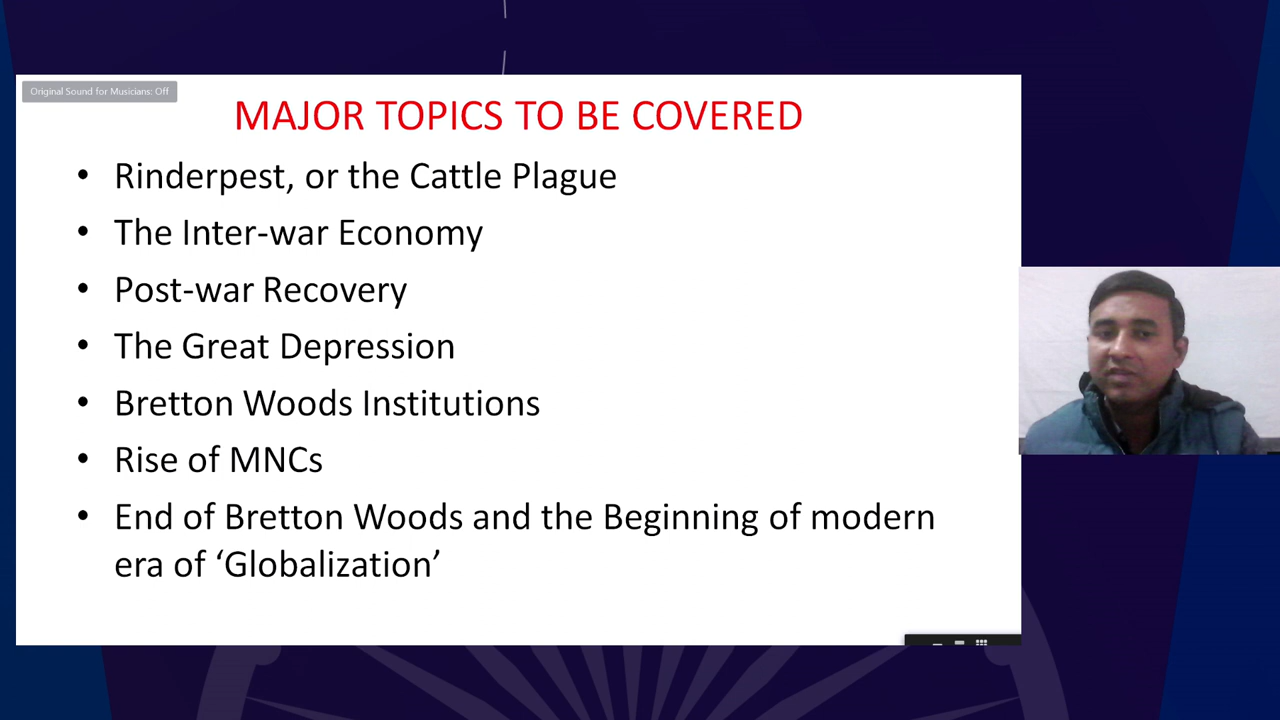 Original Sound for Musicians: Off
MAJOR TOPICS TO BE COVERED
• Rinderpest, or the Cattle Plague
• The Inter-war Economy
• Post-war Recovery
• The Great Depression
• Bretton Woods Institutions
• Rise of MNCs
• End of Bretton Woods and the Beginning of modern
era of ‘Globalization’